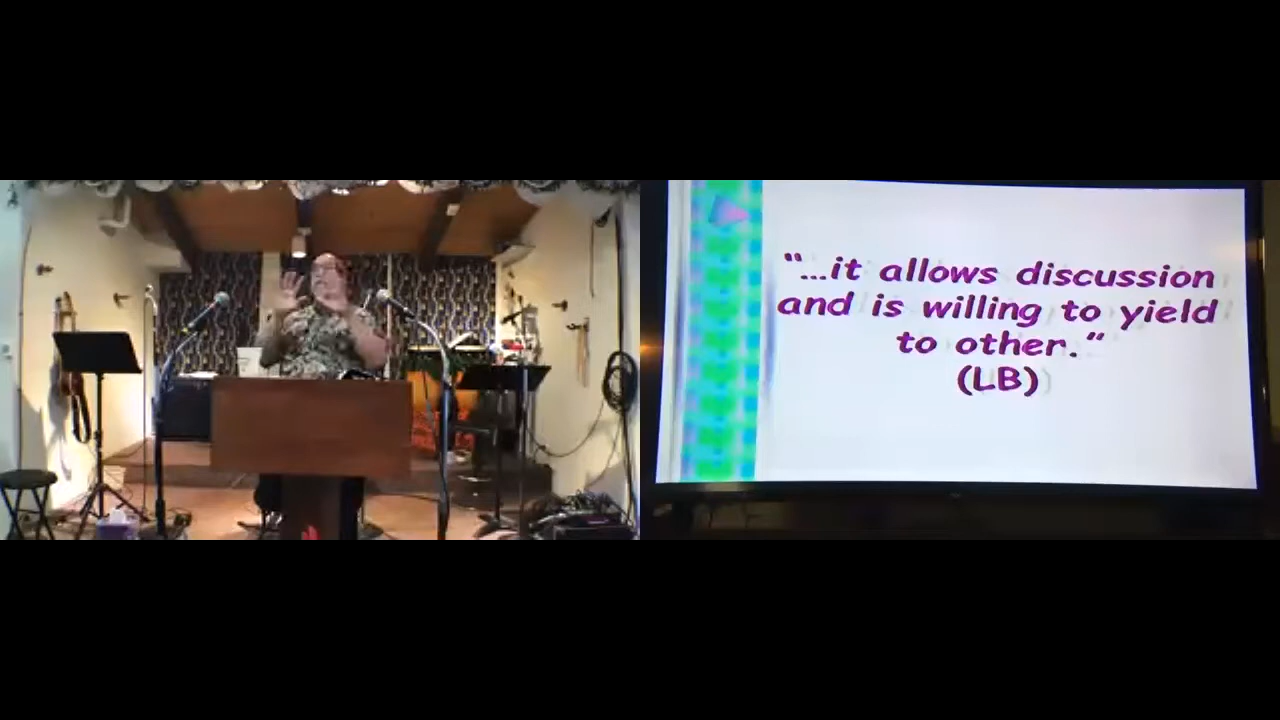 “...it allows discussion
and is willing to yield
to other.”
(LB)